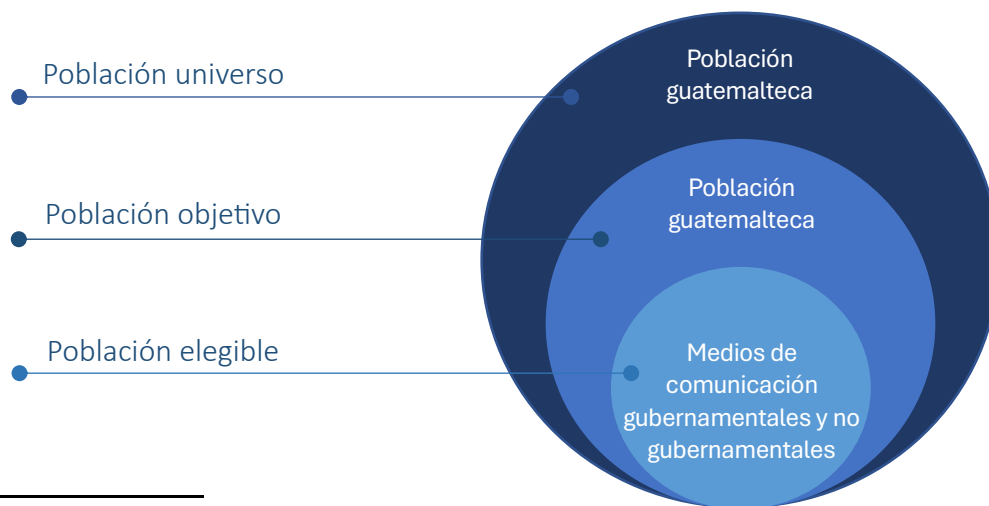 Población universo
Población
guatemalteca
Población objetivo
Población
guatemalteca
Población elegible
Medios de
comunicación
gubernamentales y no
gubernamentales